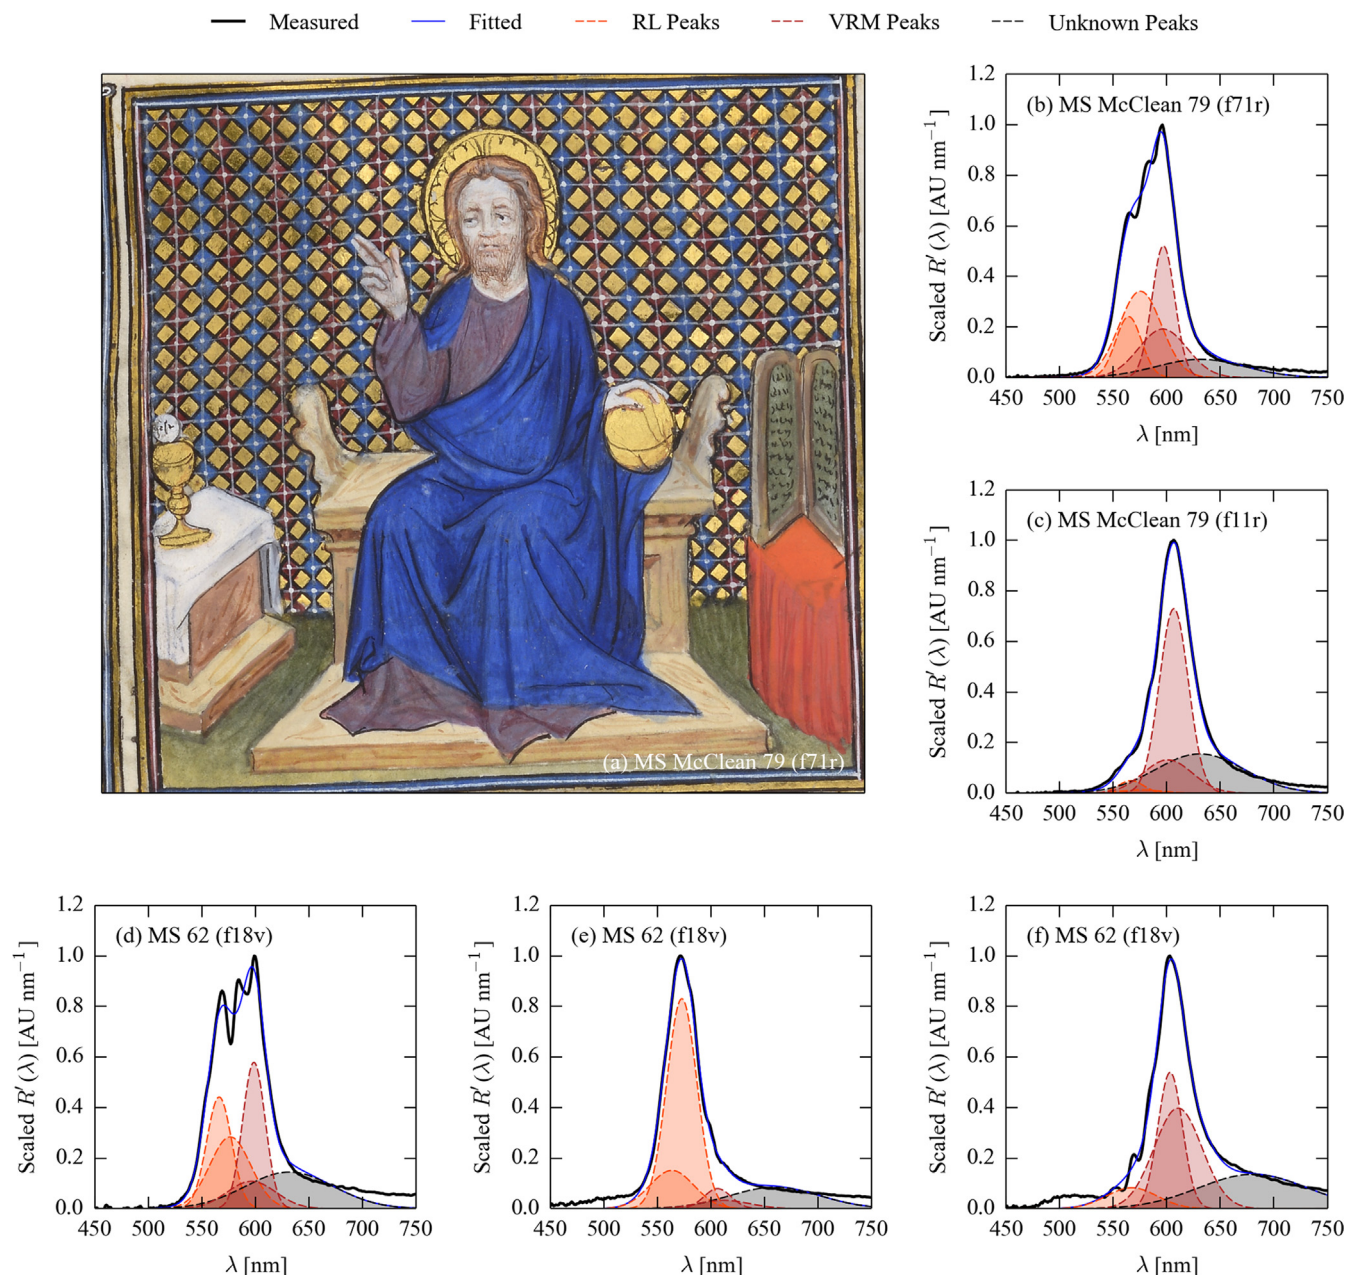 Measured Fitted RL Peaks VRM Peaks Unknown Peaks
(a) MS McClean 79 (f71r)
(b) MS McClean 79 (f71r)
Scaled R′(λ) [AU nm⁻¹]
1.2
1.0
0.8
0.6
0.4
0.2
0.0
450 500 550 600 650 700 750
λ [nm]
(c) MS McClean 79 (f11r)
Scaled R′(λ) [AU nm⁻¹]
1.2
1.0
0.8
0.6
0.4
0.2
0.0
450 500 550 600 650 700 750
λ [nm]
(d) MS 62 (f18v)
Scaled R′(λ) [AU nm⁻¹]
1.2
1.0
0.8
0.6
0.4
0.2
0.0
450 500 550 600 650 700 750
λ [nm]
(e) MS 62 (f18v)
Scaled R′(λ) [AU nm⁻¹]
1.2
1.0
0.8
0.6
0.4
0.2
0.0
450 500 550 600 650 700 750
λ [nm]
(f) MS 62 (f18v)
Scaled R′(λ) [AU nm⁻¹]
1.2
1.0
0.8
0.6
0.4
0.2
0.0
450 500 550 600 650 700 750
λ [nm]